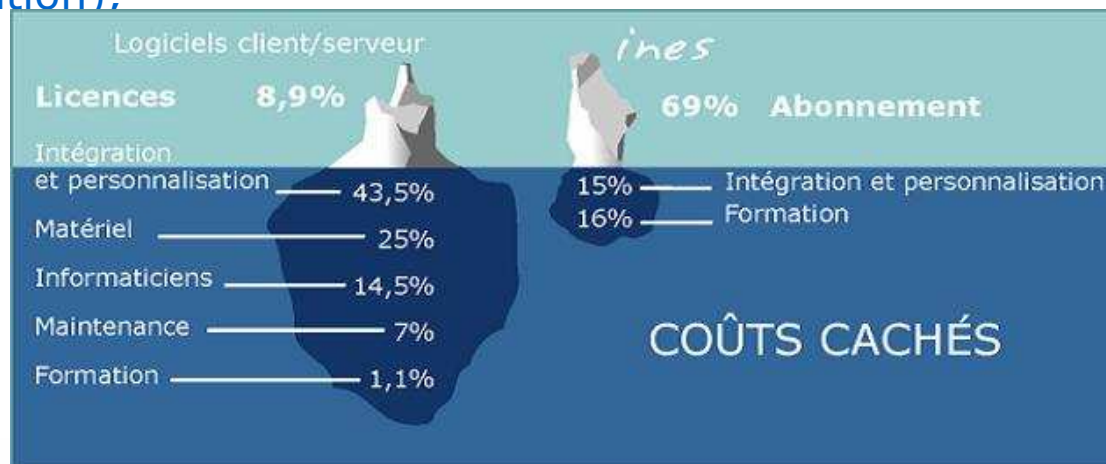 ition),
Logiciels client/serveur
Licences 8,9%
Intégration
et personnalisation 43,5%
Matériel 25%
Informaticiens 14,5%
Maintenance 7%
Formation 1,1%
ines
69% Abonnement
15% Intégration et personnalisation
16% Formation
COÛTS CACHÉS